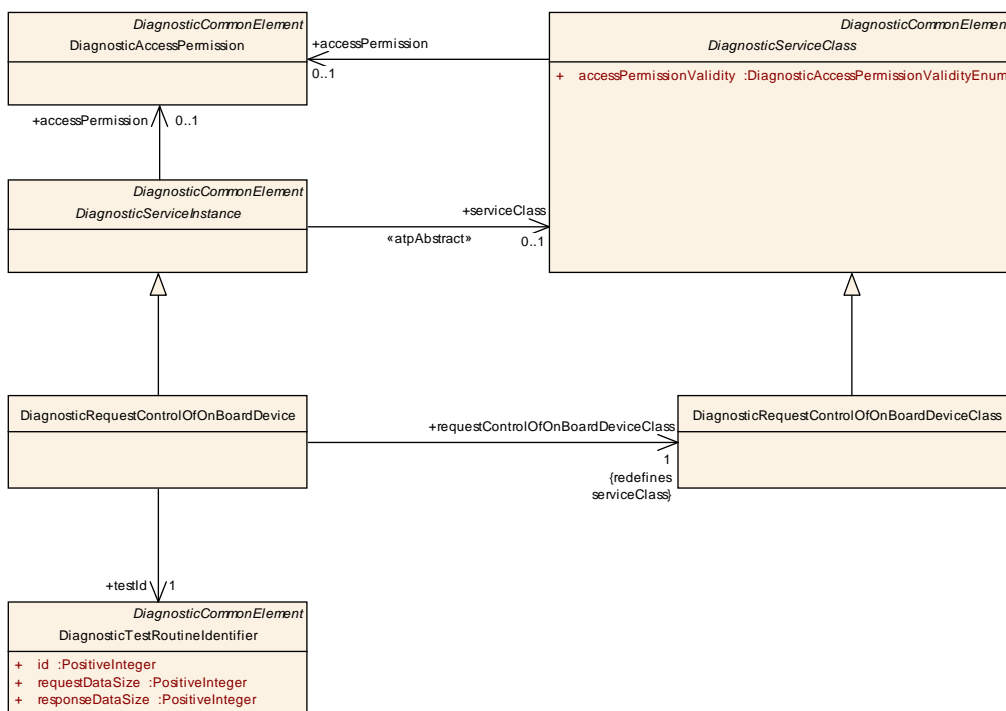 DiagnosticCommonElement
DiagnosticAccessPermission
+accessPermission
0..1
DiagnosticCommonElement
DiagnosticServiceClass
+ accessPermissionValidity :DiagnosticAccessPermissionValidityEnum
+accessPermission
0..1
DiagnosticCommonElement
DiagnosticServiceInstance
+serviceClass
«atpAbstract»
0..1
DiagnosticRequestControlOfOnBoardDevice
+requestControlOfOnBoardDeviceClass
1
{redefines
serviceClass}
DiagnosticRequestControlOfOnBoardDeviceClass
+testId
1
DiagnosticCommonElement
DiagnosticTestRoutineIdentifier
+ id :PositiveInteger
+ requestDataSize :PositiveInteger
+ responseDataSize :PositiveInteger